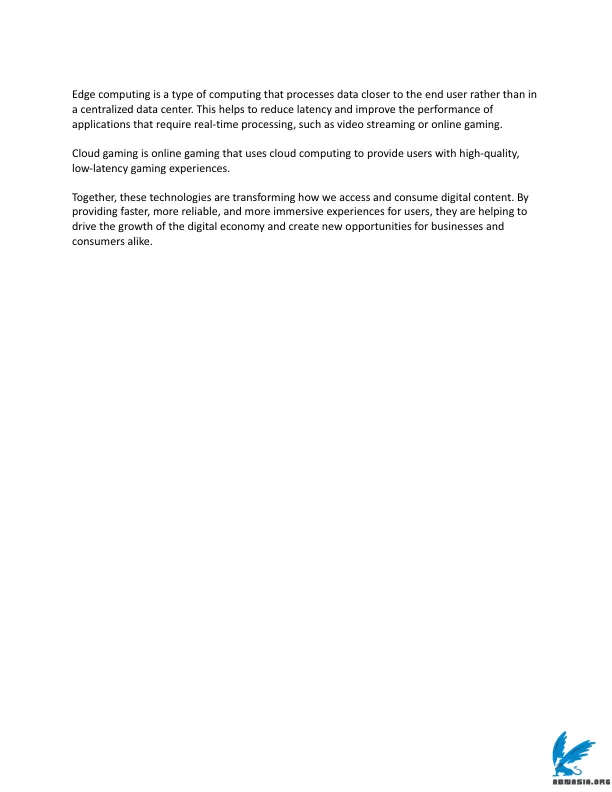 Edge computing is a type of computing that processes data closer to the end user rather than in
a centralized data center. This helps to reduce latency and improve the performance of
applications that require real-time processing, such as video streaming or online gaming.
Cloud gaming is online gaming that uses cloud computing to provide users with high-quality,
low-latency gaming experiences.
Together, these technologies are transforming how we access and consume digital content. By
providing faster, more reliable, and more immersive experiences for users, they are helping to
drive the growth of the digital economy and create new opportunities for businesses and
consumers alike.
ABNASIA.ORG